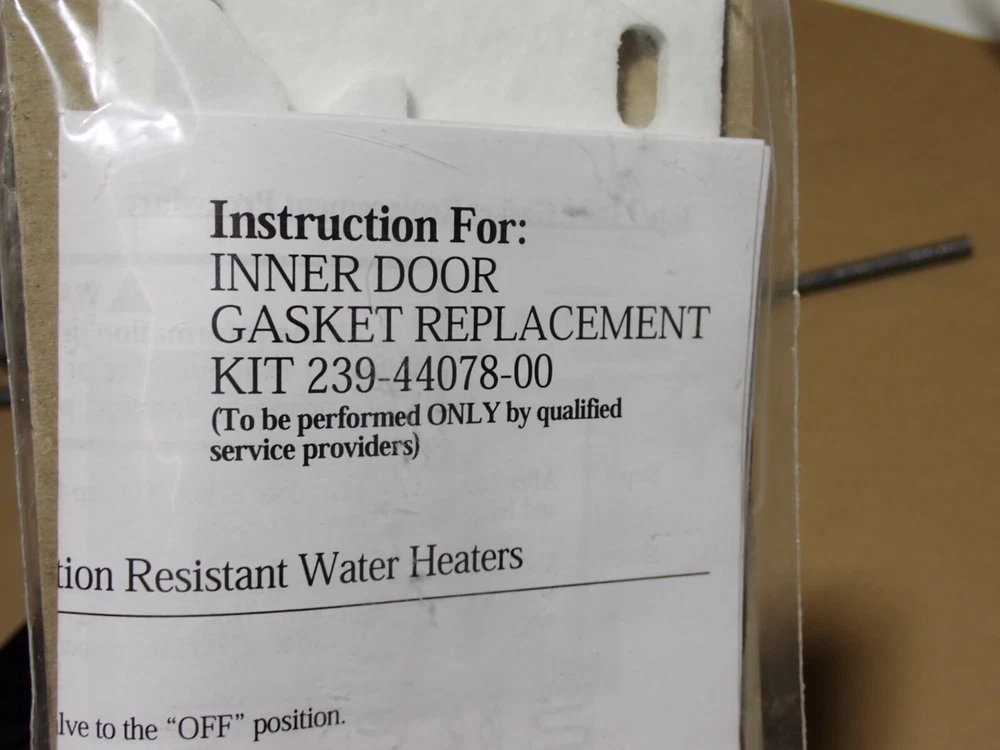 Instruction For:
INNER DOOR
GASKET REPLACEMENT
KIT 239-44078-00
(To be performed ONLY by qualified
service providers)
tion Resistant Water Heaters
lve to the “OFF” position.